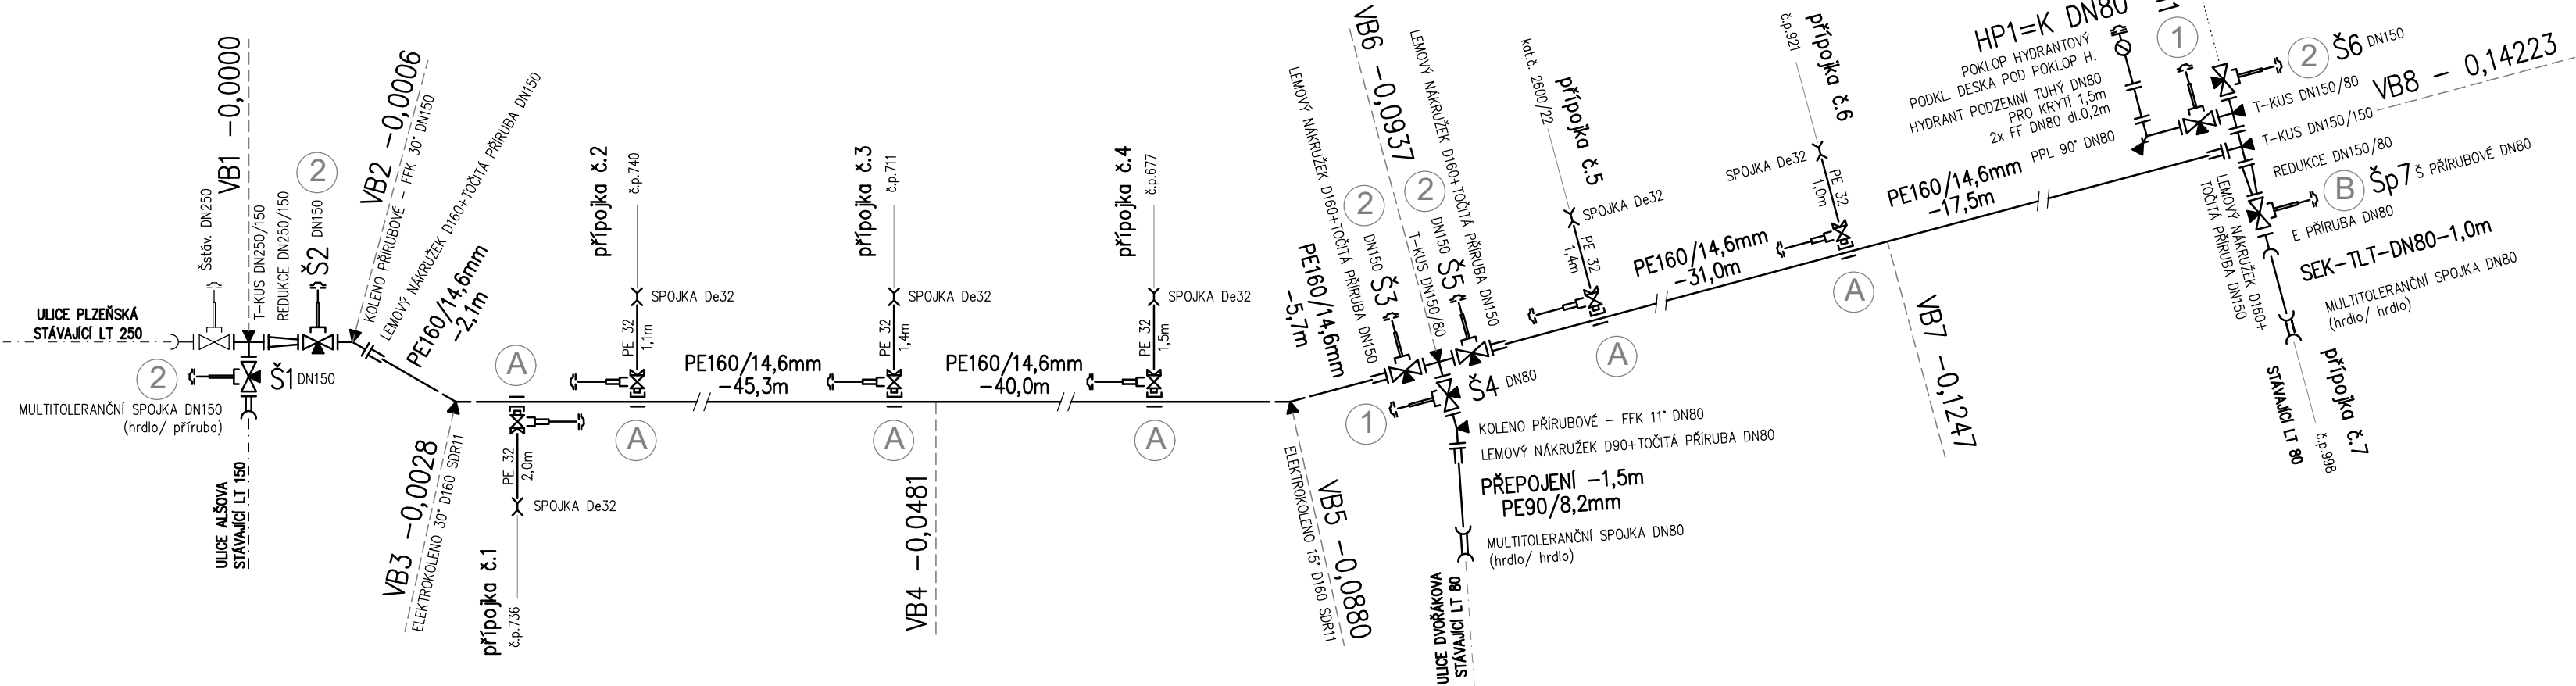 VB1 -0,0000
Šstáv. DN250
T-KUS DN250/150
REDUKCE DN250/150
2
Š2 DN150
VB2 -0,0006
KOLENO PŘÍRUBOVÉ - FFK 30° DN150
LEMOVÝ NÁKRUŽEK D160+TOČITÁ PŘÍRUBA DN150
PE160/14,6mm
-2,1m
ULICE PLZEŇSKÁ
STÁVAJÍCÍ LT 250
2
Š1 DN150
MULTITOLERANČNÍ SPOJKA DN150
(hrdlo/ příruba)
ULICE ALŠOVA
STÁVAJÍCÍ LT 150
VB3 -0,0028
ELEKTROKOLENO 30° D160 SDR11
A
PE 32
2,0m
SPOJKA De32
přípojka č.1
č.p.736
přípojka č.2
č.p.740
SPOJKA De32
PE 32
1,1m
A
PE160/14,6mm
-45,3m
přípojka č.3
č.p.711
SPOJKA De32
PE 32
1,4m
A
VB4 -0,0481
PE160/14,6mm
-40,0m
přípojka č.4
č.p.677
SPOJKA De32
PE 32
1,5m
A
VB5 -0,0880
ELEKTROKOLENO 15° D160 SDR11
PE160/14,6mm
-5,7m
LEMOVÝ NÁKRUŽEK D160+TOČITÁ PŘÍRUBA DN150
2
DN150 Š3
VB6 -0,0937
T-KUS DN150/80
2
DN150 Š5
LEMOVÝ NÁKRUŽEK D160+TOČITÁ PŘÍRUBA DN150
1
Š4 DN80
KOLENO PŘÍRUBOVÉ - FFK 11° DN80
LEMOVÝ NÁKRUŽEK D90+TOČITÁ PŘÍRUBA DN80
PŘEPOJENÍ -1,5m
PE90/8,2mm
MULTITOLERANČNÍ SPOJKA DN80
(hrdlo/ hrdlo)
ULICE DVOŘÁKOVA
STÁVAJÍCÍ LT 80
kat.č. 2600/22
přípojka č.5
SPOJKA De32
PE 32
1,4m
A
PE160/14,6mm
-31,0m
č.p.921
přípojka č.6
SPOJKA De32
PE 32
1,0m
A
VB7 -0,1247
PE160/14,6mm
-17,5m
HP1=K DN80
POKLOP HYDRANTOVÝ
PODKL. DESKA POD POKLOP H.
HYDRANT PODZEMNÍ TUHÝ DN80
PRO KRYTÍ 1,5m
2x FF DN80 dl.0,2m
PPL 90° DN80
1
2
Š6 DN150
T-KUS DN150/80
T-KUS DN150/150
VB8 - 0,14223
REDUKCE DN150/80
B
Šp7 Š PŘÍRUBOVÉ DN80
E PŘÍRUBA DN80
LEMOVÝ NÁKRUŽEK D160+
TOČITÁ PŘÍRUBA DN150
SEK-TLT-DN80-1,0m
MULTITOLERANČNÍ SPOJKA DN80
(hrdlo/ hrdlo)
STÁVAJÍCÍ LT 80
č.p.998
přípojka č.7